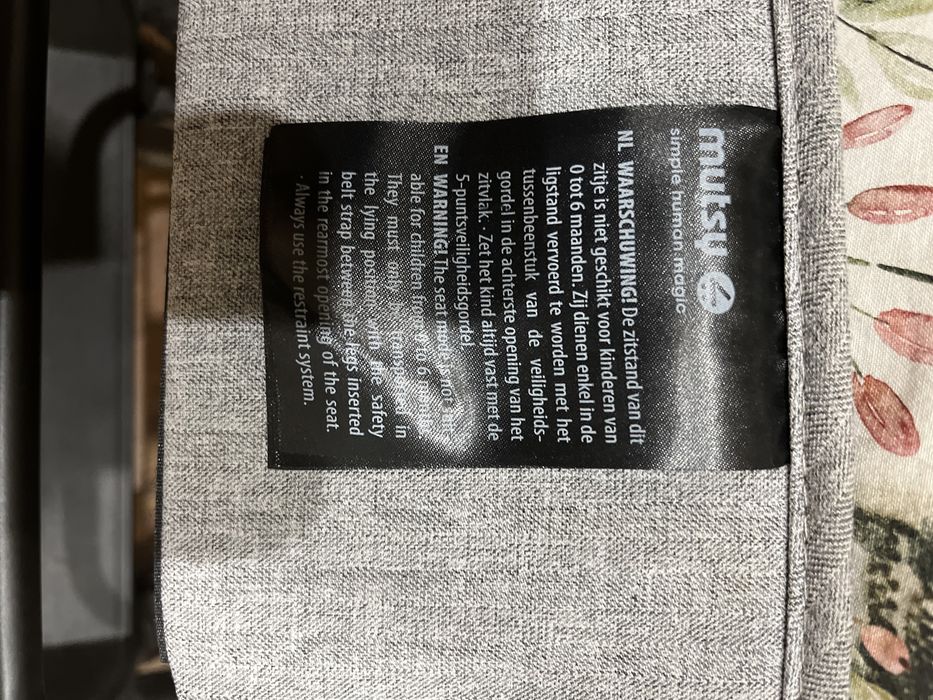 mutsy
simple human magic
NL WAARSCHUWING! De zitstand van dit
zitje is niet geschikt voor kinderen van
0 to 6 maanden. Zij dienen enkel in de
ligstand vervoerd te worden met het
tussenbeenstuk van de veiligheids-
gordel in de achterste opening van het
zitvlak · Zet het kind altijd vast met de
5-puntsveiligheidsgordel.
EN WARNING! The seat mode is not
able for children from to 6
They must only be transported in
the lying position with the safety
belt strap between the legs inserted
in the rearmost opening of the seat.
· Always use the restraint system.